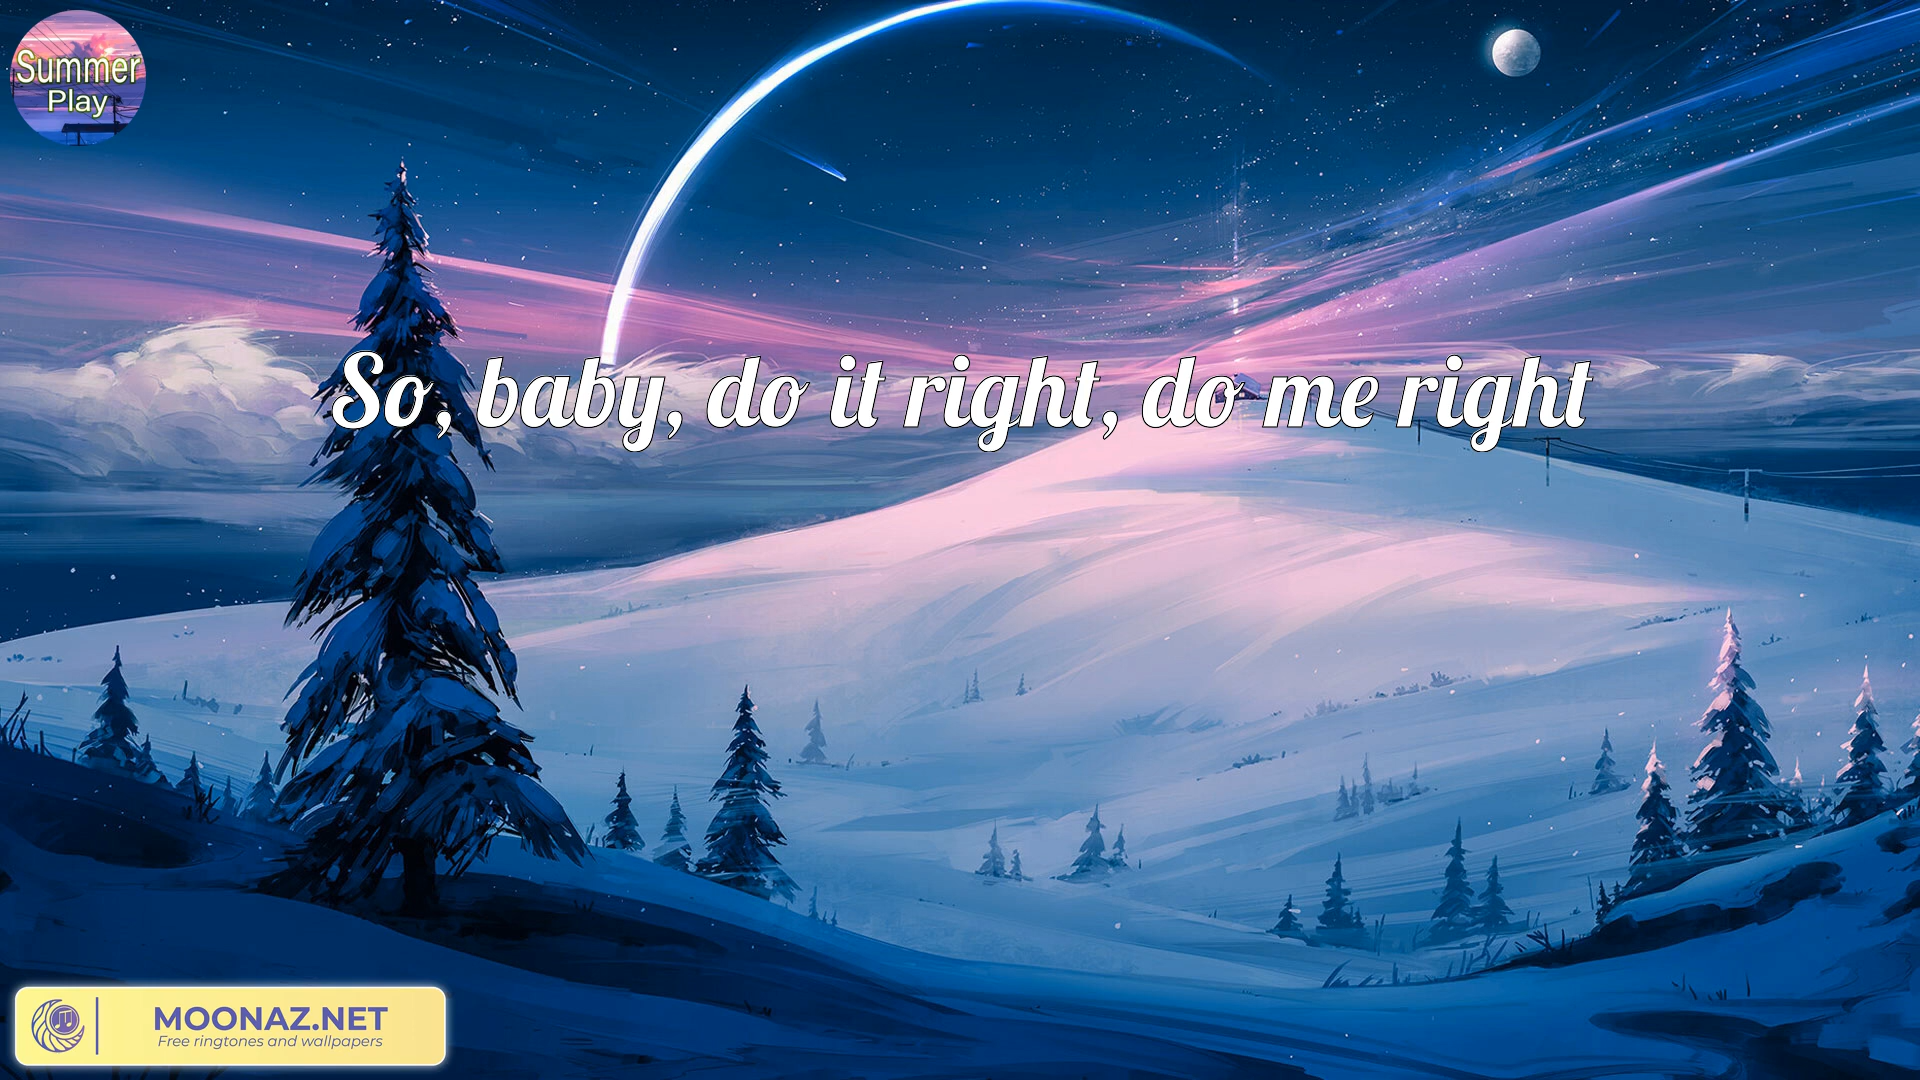 Summer
Play
So, baby, do it right, do me right
MOONAZ.NET
Free ringtones and wallpapers